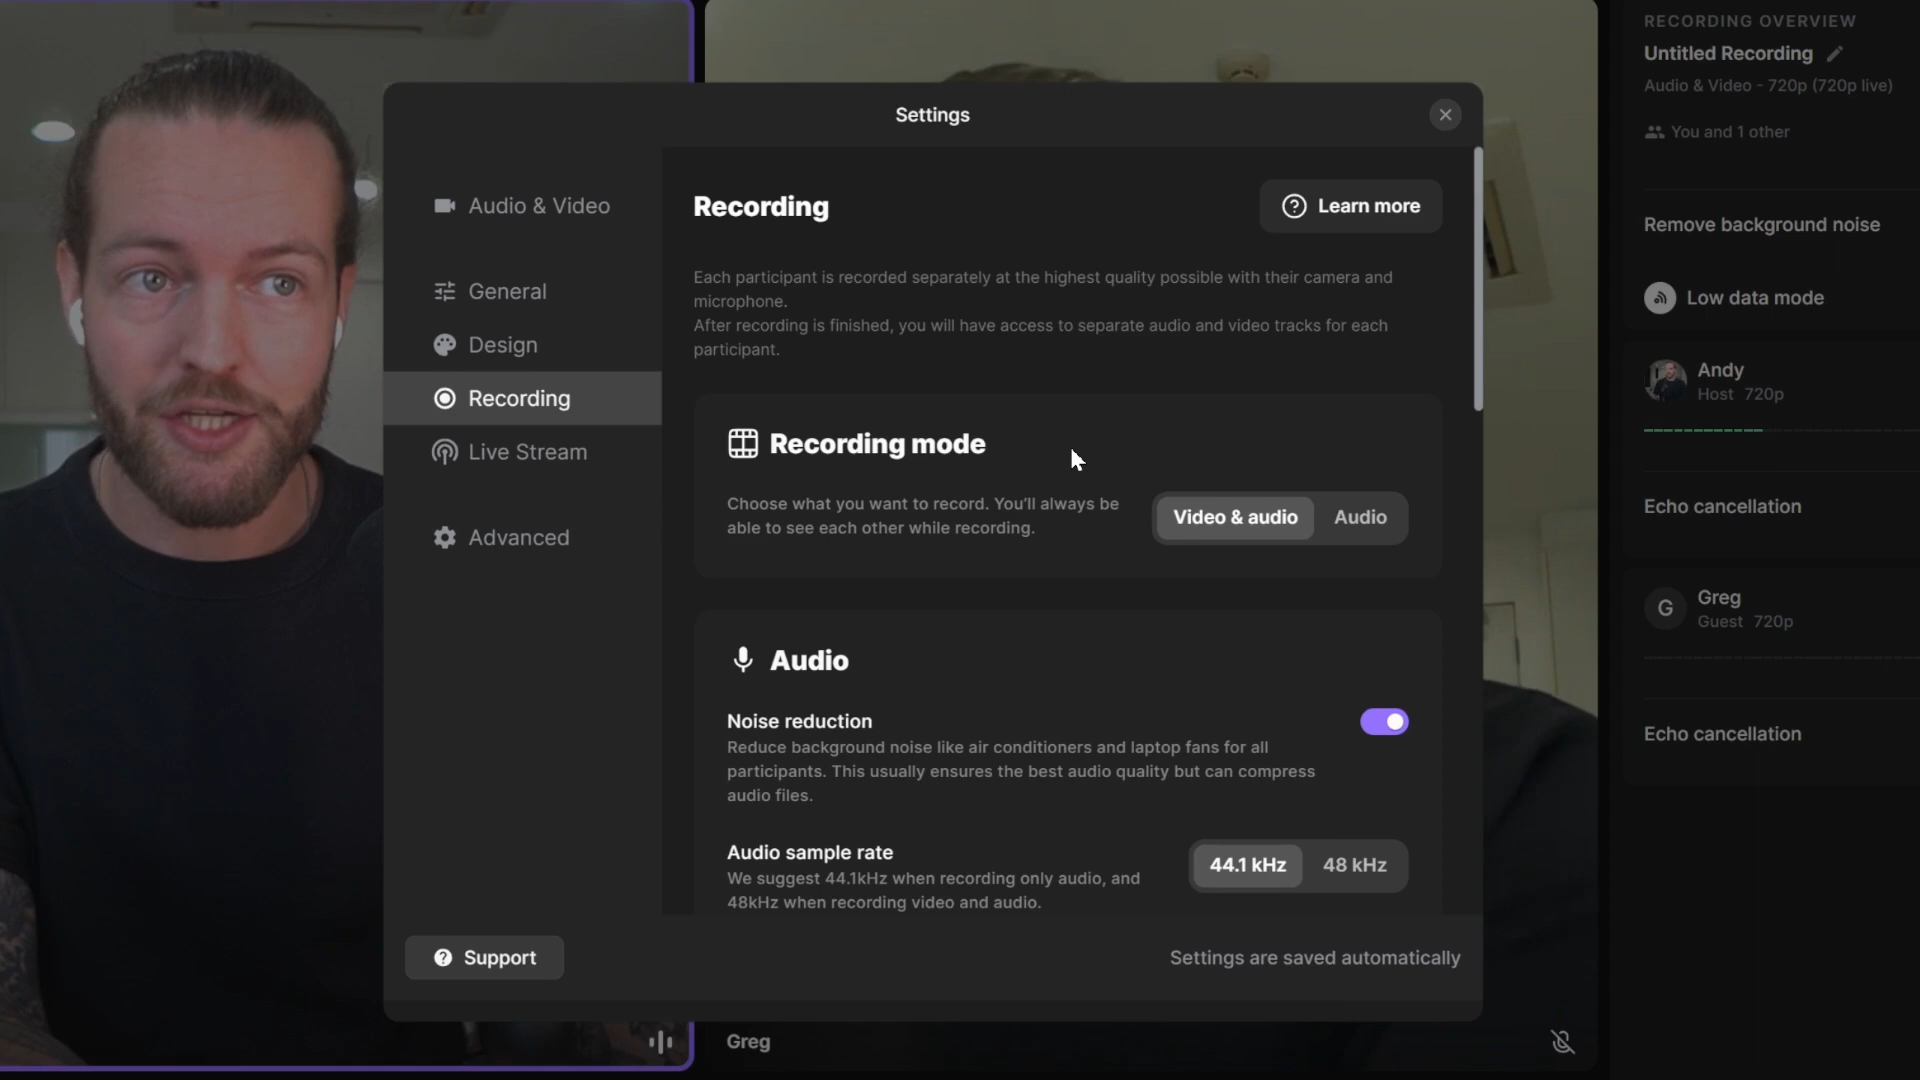 Settings
Audio & Video
General
Design
Recording
Live Stream
Advanced
Support
Recording
Learn more
Each participant is recorded separately at the highest quality possible with their camera and
microphone.
After recording is finished, you will have access to separate audio and video tracks for each
participant.
Recording mode
Choose what you want to record. You'll always be
able to see each other while recording.
Video & audio
Audio
Audio
Noise reduction
Reduce background noise like air conditioners and laptop fans for all
participants. This usually ensures the best audio quality but can compress
audio files.
Audio sample rate
We suggest 44.1kHz when recording only audio, and
48kHz when recording video and audio.
44.1 kHz
48 kHz
Settings are saved automatically
Greg
RECORDING OVERVIEW
Untitled Recording
Audio & Video - 720p (720p live)
You and 1 other
Remove background noise
Low data mode
Andy
Host 720p
Echo cancellation
G
Greg
Guest 720p
Echo cancellation